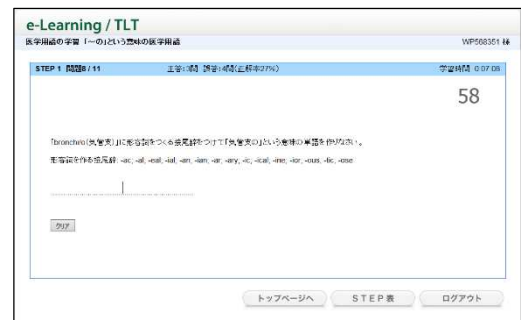 e-Learning / TLT
医学用語の学習 「～の」という意味の医学用語 WP568351 様
STEP 1 問題8 / 11 正答:3問 誤答:4問(正解率27%) 学習時間 0:07:08
58
「bronch/o(気管支)」に形容詞をつくる接尾辞をつけて「気管支の」という意味の単語を作りなさい。
形容詞を作る接尾辞: -ac, -al, -eal, -ial, -an, -ian, -ar, -ary, -ic, -ical, -ine, -ior, -ous, -tic, -ose
クリア
トップページへ STEP表 ログアウト